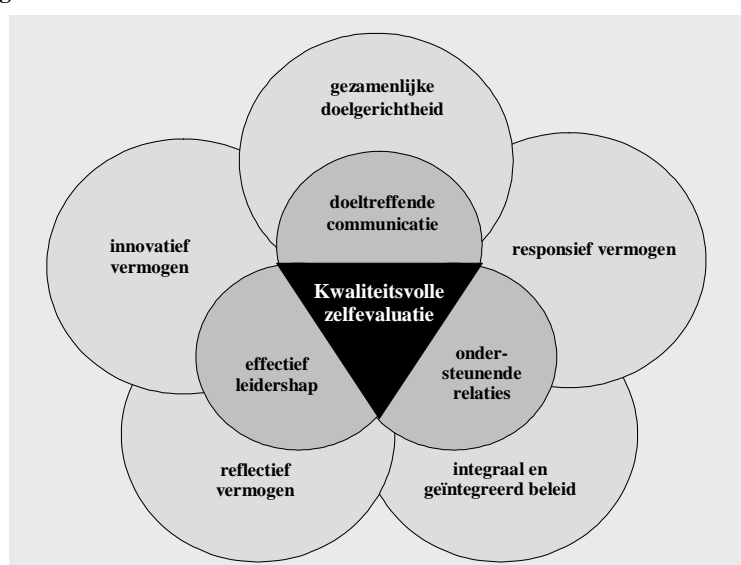 gezamenlijke
doelgerichtheid
doeltreffende
communicatie
innovatief
vermogen
responsief vermogen
Kwaliteitsvolle
zelfevaluatie
effectief
leidershap
onder-
steunende
relaties
reflectief
vermogen
integraal en
geïntegreerd beleid